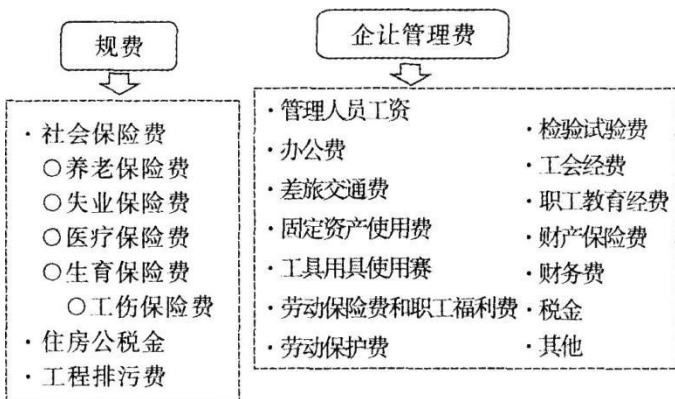 规费
· 社会保险费
○养老保险费
○失业保险费
○医疗保险费
○生育保险费
○工伤保险费
· 住房公税金
· 工程排污费
企让管理费
· 管理人员工资
· 办公费
· 差旅交通费
· 固定资产使用费
· 工具用具使用赛
· 劳动保险费和职工福利费
· 劳动保护费
· 检验试验费
· 工会经费
· 职工教育经费
· 财产保险费
· 财务费
· 税金
· 其他